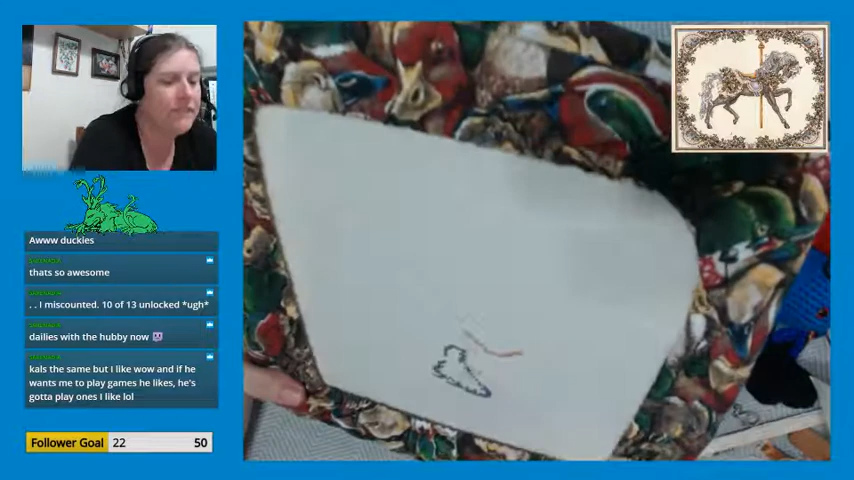 Awww duckies
thats so awesome
. . I miscounted. 10 of 13 unlocked *ugh*
dailies with the hubby now
kals the same but I like wow and if he
wants me to play games he likes, he's
gotta play ones I like lol
Follower Goal 22 50